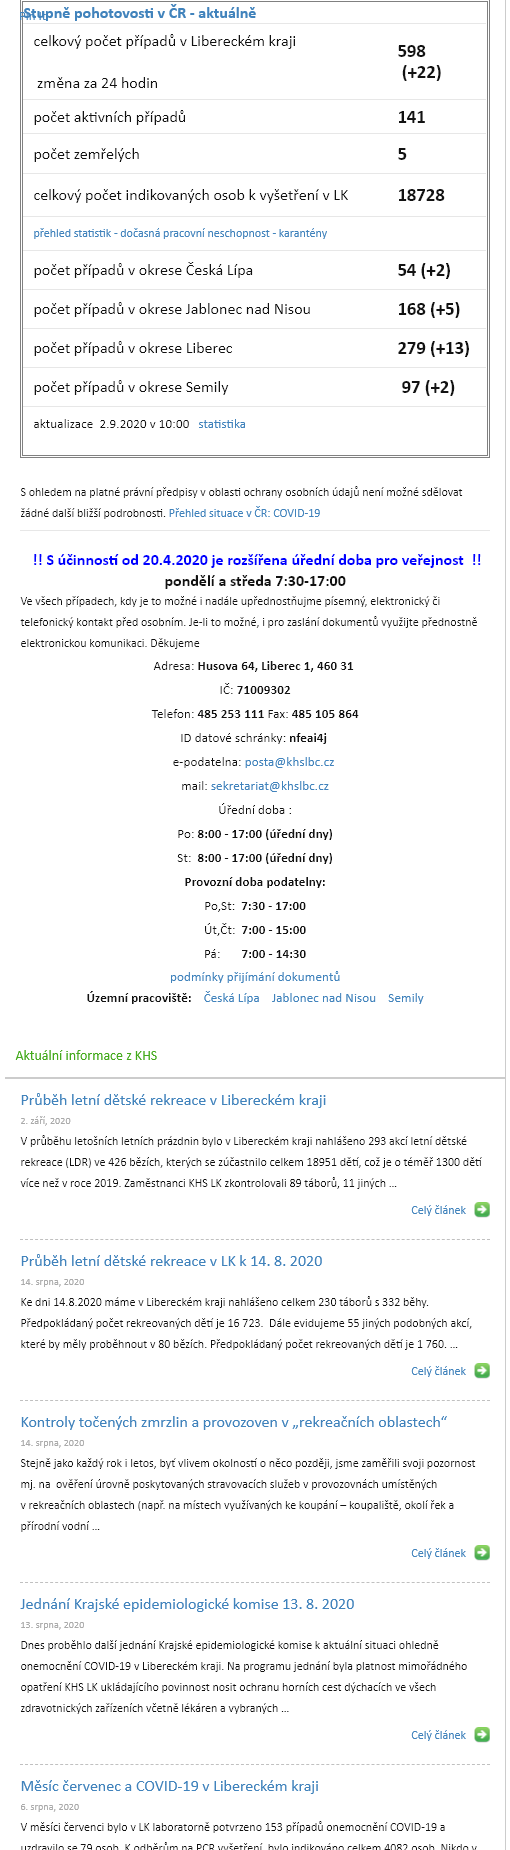 Stupně pohotovosti v ČR - aktuálně
celkový počet případů v Libereckém kraji
598
změna za 24 hodin
(+22)
počet aktivních případů 141
počet zemřelých 5
celkový počet indikovaných osob k vyšetření v LK 18728
přehled statistik - dočasná pracovní neschopnost - karantény
počet případů v okrese Česká Lípa 54 (+2)
počet případů v okrese Jablonec nad Nisou 168 (+5)
počet případů v okrese Liberec 279 (+13)
počet případů v okrese Semily 97 (+2)
aktualizace 2.9.2020 v 10:00 statistika
S ohledem na platné právní předpisy v oblasti ochrany osobních údajů není možné sdělovat
žádné další bližší podrobnosti. Přehled situace v ČR: COVID-19
!! S účinností od 20.4.2020 je rozšířena úřední doba pro veřejnost !!
pondělí a středa 7:30-17:00
Ve všech případech, kdy je to možné i nadále upřednostňujme písemný, elektronický či
telefonický kontakt před osobním. Je-li to možné, i pro zaslání dokumentů využijte přednostně
elektronickou komunikaci. Děkujeme
Adresa: Husova 64, Liberec 1, 460 31
IČ: 71009302
Telefon: 485 253 111 Fax: 485 105 864
ID datové schránky: nfeai4j
e-podatelna: posta@khslbc.cz
mail: sekretariat@khslbc.cz
Úřední doba :
Po: 8:00 - 17:00 (úřední dny)
St: 8:00 - 17:00 (úřední dny)
Provozní doba podatelny:
Po,St: 7:30 - 17:00
Út,Čt: 7:00 - 15:00
Pá: 7:00 - 14:30
podmínky přijímání dokumentů
Územní pracoviště: Česká Lípa Jablonec nad Nisou Semily
Aktuální informace z KHS
Průběh letní dětské rekreace v Libereckém kraji
2. září, 2020
V průběhu letošních letních prázdnin bylo v Libereckém kraji nahlášeno 293 akcí letní dětské
rekreace (LDR) ve 426 bězích, kterých se zúčastnilo celkem 18951 dětí, což je o téměř 1300 dětí
více než v roce 2019. Zaměstnanci KHS LK zkontrolovali 89 táborů, 11 jiných ...
Celý článek
Průběh letní dětské rekreace v LK k 14. 8. 2020
14. srpna, 2020
Ke dni 14.8.2020 máme v Libereckém kraji nahlášeno celkem 230 táborů s 332 běhy.
Předpokládaný počet rekreovaných dětí je 16 723. Dále evidujeme 55 jiných podobných akcí,
které by měly proběhnout v 80 bězích. Předpokládaný počet rekreovaných dětí je 1 760. ...
Celý článek
Kontroly točených zmrzlin a provozoven v „rekreačních oblastech“
14. srpna, 2020
Stejně jako každý rok i letos, byť vlivem okolností o něco později, jsme zaměřili svoji pozornost
mj. na ověření úrovně poskytovaných stravovacích služeb v provozovnách umístěných
v rekreačních oblastech (např. na místech využívaných ke koupání – koupaliště, okolí řek a
přírodní vodní ...
Celý článek
Jednání Krajské epidemiologické komise 13. 8. 2020
13. srpna, 2020
Dnes proběhlo další jednání Krajské epidemiologické komise k aktuální situaci ohledně
onemocnění COVID-19 v Libereckém kraji. Na programu jednání byla platnost mimořádného
opatření KHS LK ukládajícího povinnost nosit ochranu horních cest dýchacích ve všech
zdravotnických zařízeních včetně lékáren a vybraných ...
Celý článek
Měsíc červenec a COVID-19 v Libereckém kraji
6. srpna, 2020
V měsíci červenci bylo v LK laboratorně potvrzeno 153 případů onemocnění COVID-19 a
uzdravilo se 79 osob. K odběrům na PCR vyšetření bylo indikováno celkem 4082 osob. Nikdo v